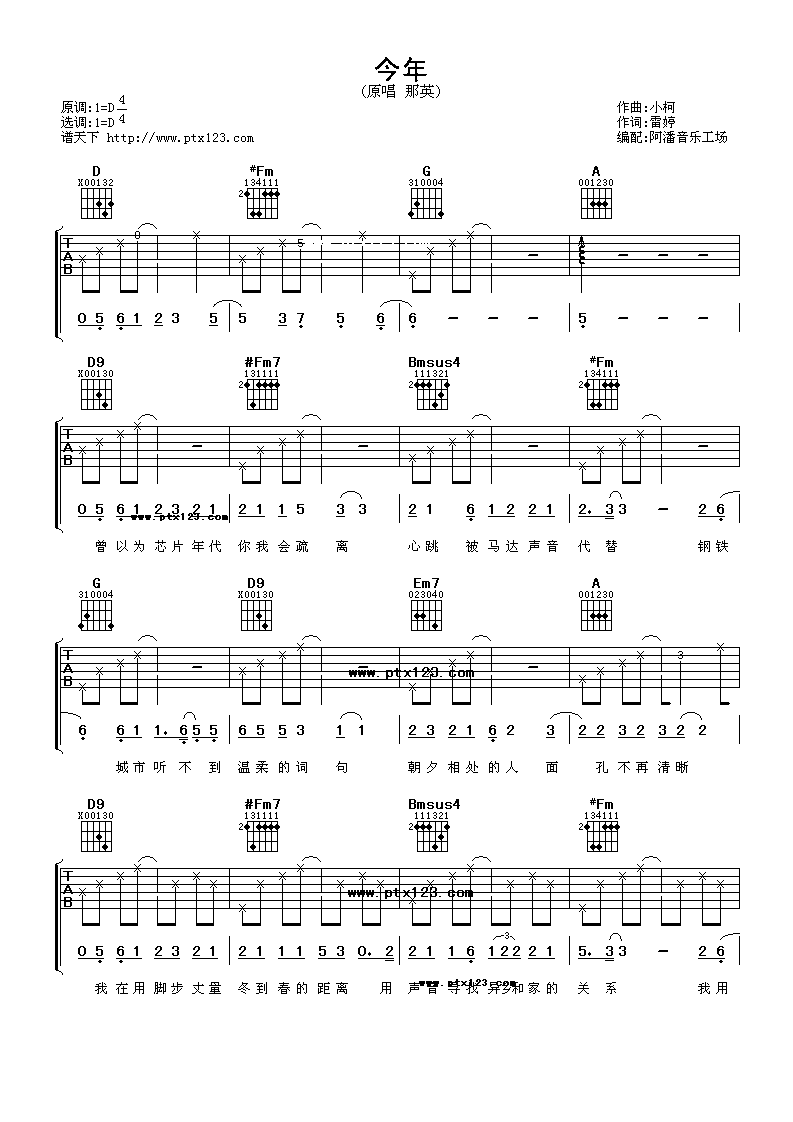 今年
(原唱 那英)
原调:1=D 4/4
选调:1=D
谱天下 http://www.ptx123.com
作曲:小柯
作词:雷婷
编配:阿潘音乐工场
D #Fm G A
X00132 2 134111 310004 001230
T A B 0 5
0 5 6 1 2 3 5 | 5 3 7 5 6 | 6 — — — | 5 — — —
D9 #Fm7 Bmsus4 #Fm
X00130 2 131111 2 111321 2 134111
T A B
0 5 6 1 2 3 2 1 | 2 1 1 5 3 3 | 2 1 6 1 2 2 1 | 2. 3 3 — 2 6
www.ptx123.com
曾以为芯片年代 你我会疏离 心跳 被马达声音 代替 钢铁
G D9 Em7 A
310004 X00130 023040 001230
T A B 3
www.ptx123.com
6 6 1 1. 6 5 5 | 6 5 5 3 1 1 | 2 3 2 1 6 2 3 | 2 2 3 2 3 2 2
城市听不到 温柔的词句 朝夕相处的人面 孔不再清晰
D9 #Fm7 Bmsus4 #Fm
X00130 2 131111 2 111321 2 134111
T A B
www.ptx123.com
0 5 6 1 2 3 2 1 | 2 1 1 1 5 3 0. 2 | 2 1 1 6 1 2 2 2 1 | 5. 3 3 — 2 6
3
www.ptx123.com
我在用脚步丈量 冬到春的距离 用 声音寻找异乡和家的 关系 我用